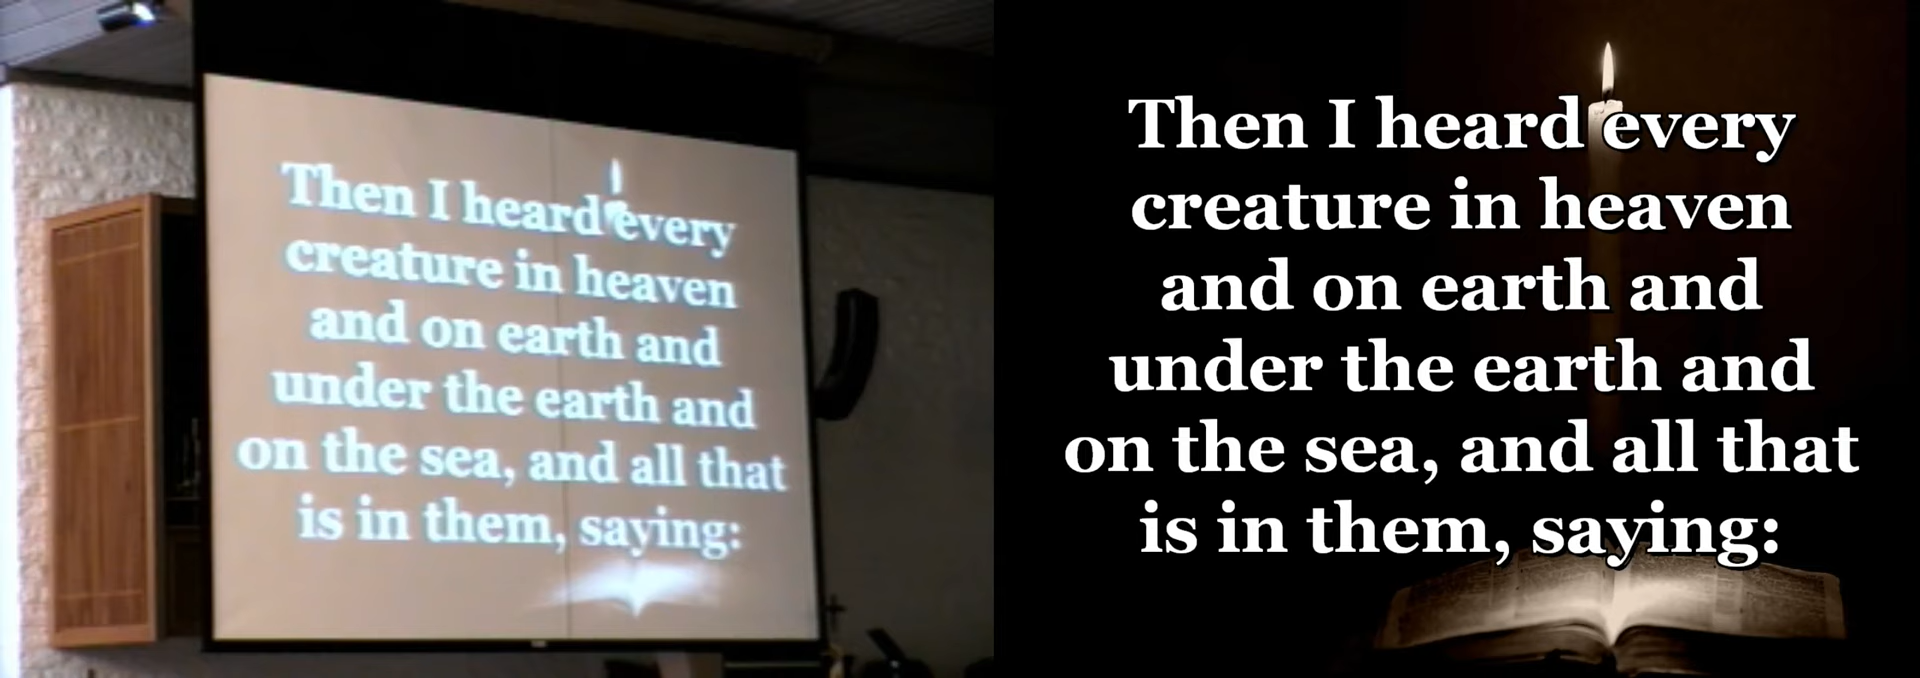 Then I heard every
creature in heaven
and on earth and
under the earth and
on the sea, and all that
is in them, saying:
Then I heard every
creature in heaven
and on earth and
under the earth and
on the sea, and all that
is in them, saying: